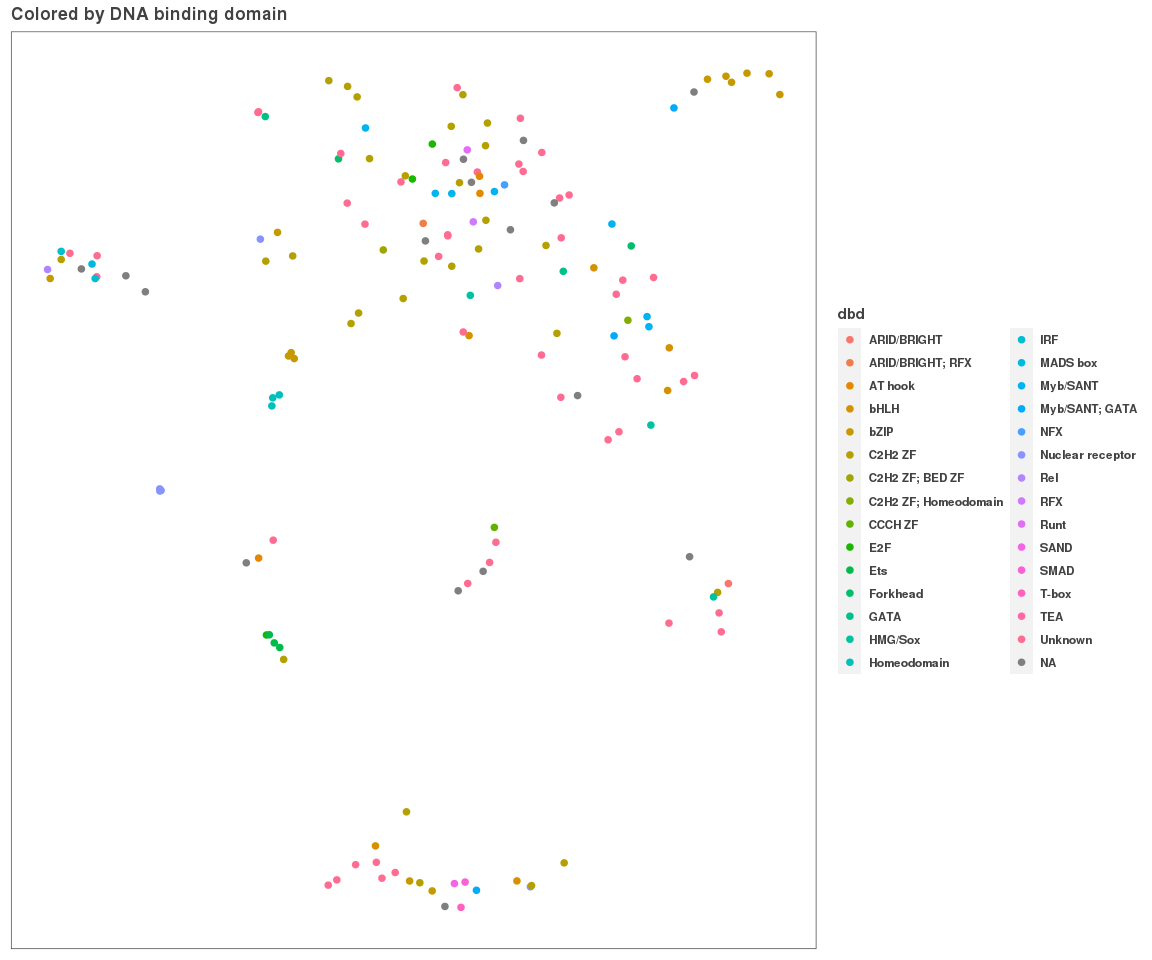 Colored by DNA binding domain
dbd
ARID/BRIGHT
ARID/BRIGHT; RFX
AT hook
bHLH
bZIP
C2H2 ZF
C2H2 ZF; BED ZF
C2H2 ZF; Homeodomain
CCCH ZF
E2F
Ets
Forkhead
GATA
HMG/Sox
Homeodomain
IRF
MADS box
Myb/SANT
Myb/SANT; GATA
NFX
Nuclear receptor
Rel
RFX
Runt
SAND
SMAD
T-box
TEA
Unknown
NA